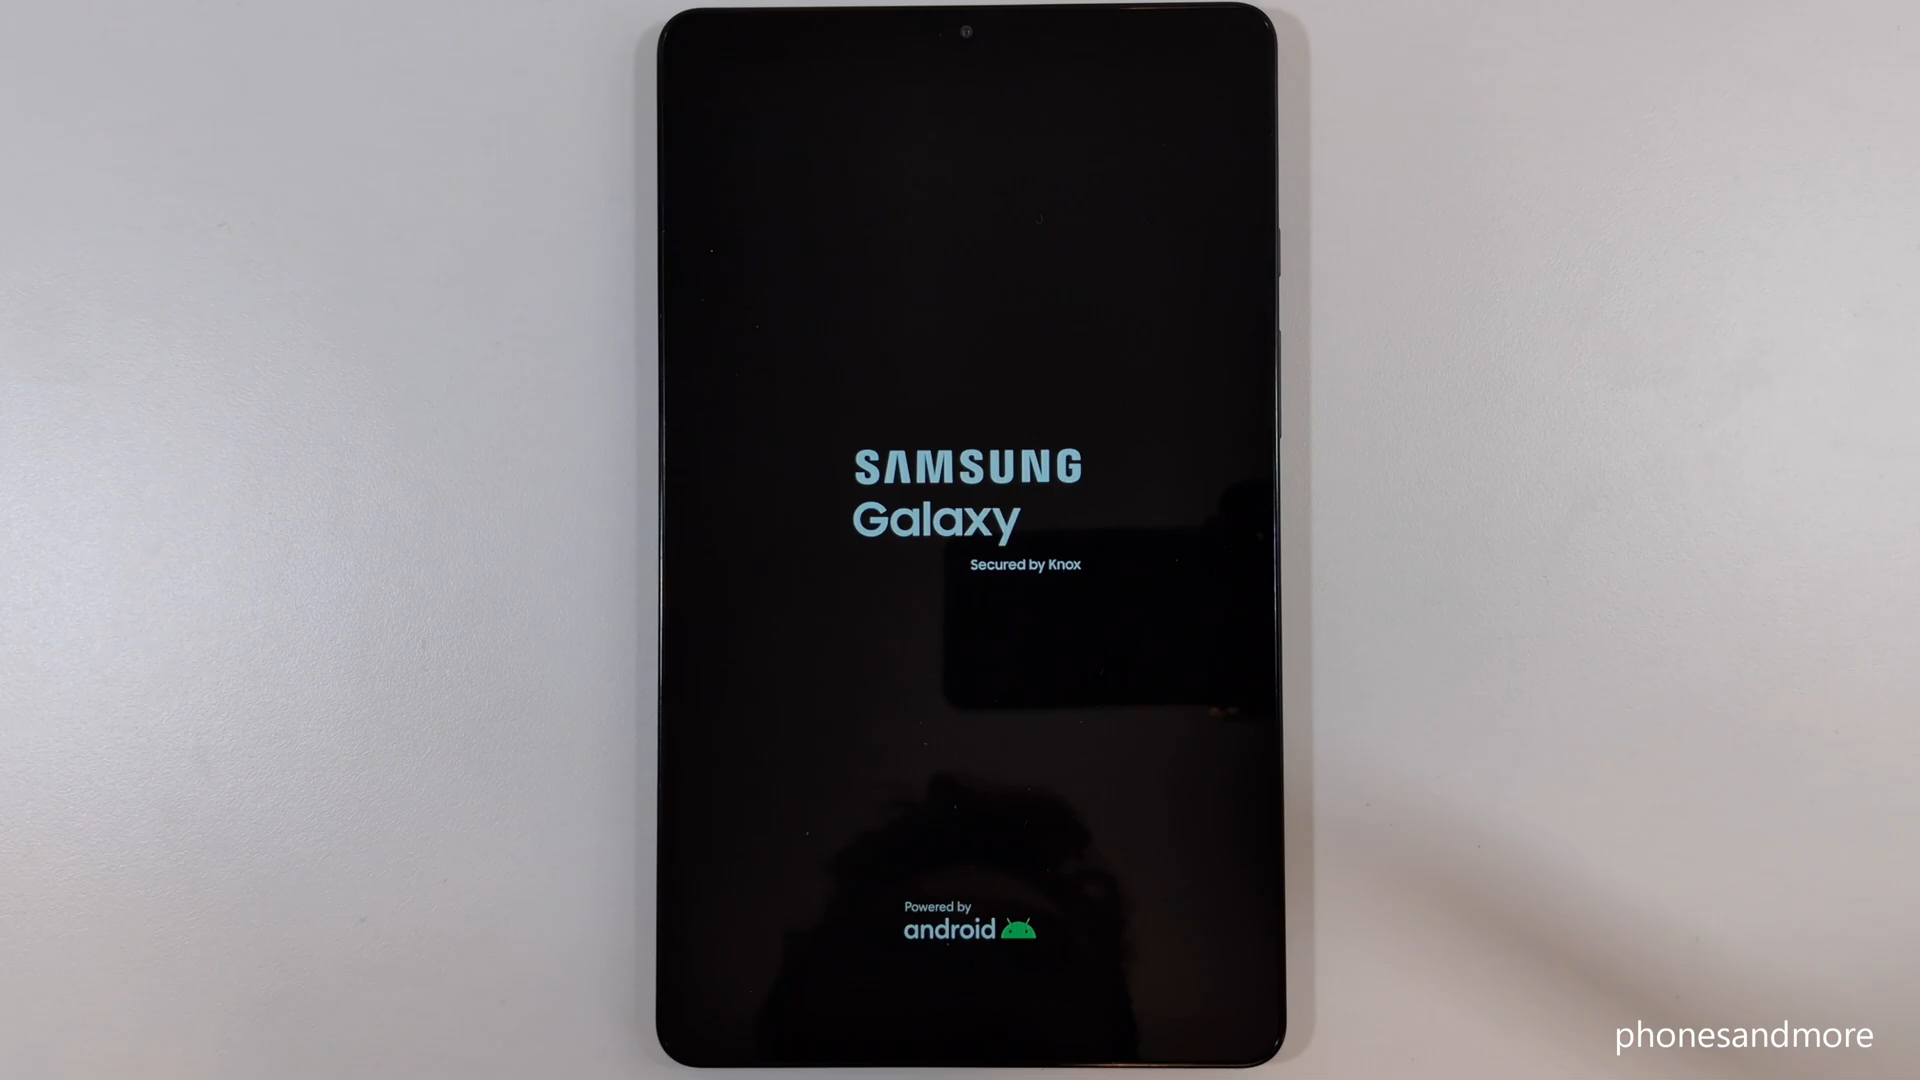 SAMSUNG
Galaxy
Secured by Knox
Powered by
android
phonesandmore